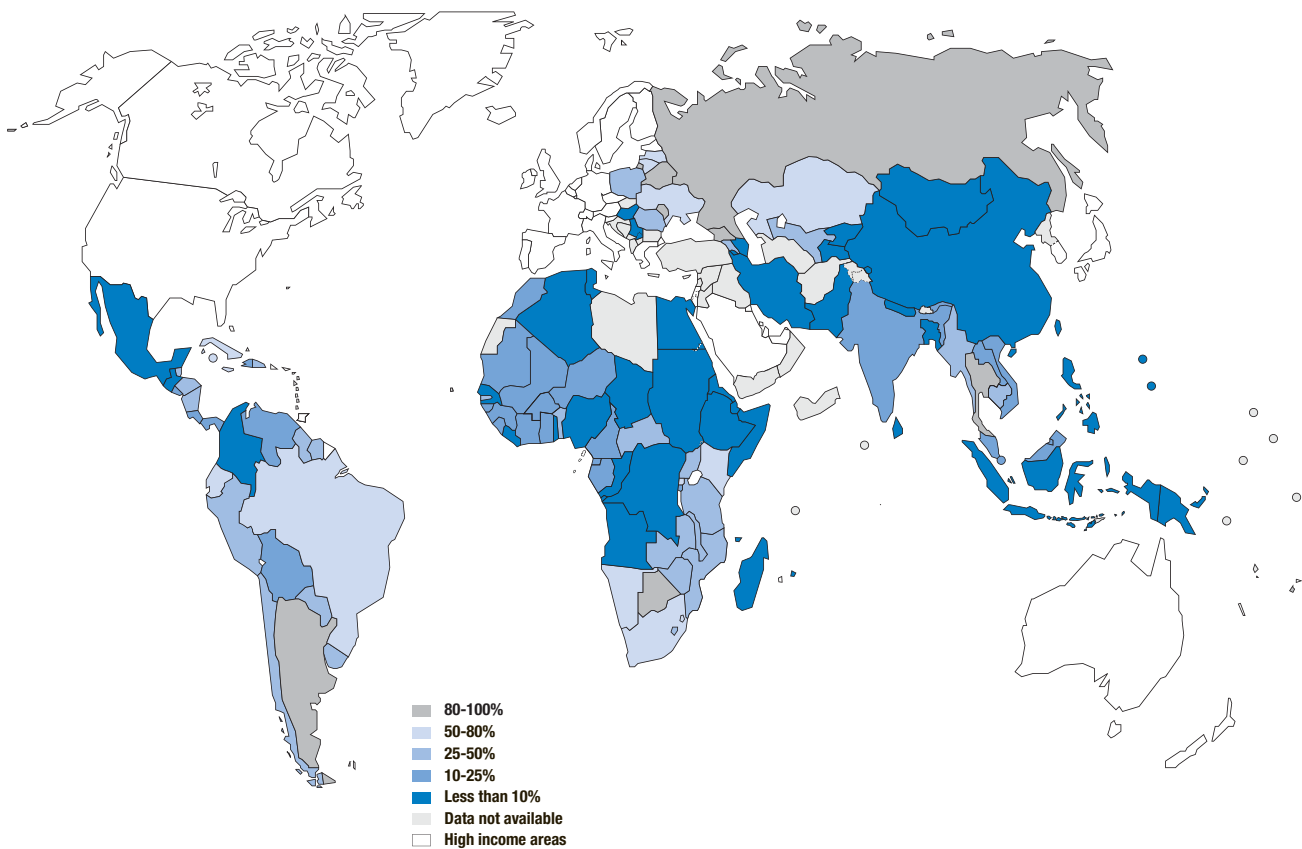 80-100%
50-80%
25-50%
10-25%
Less than 10%
Data not available
High income areas